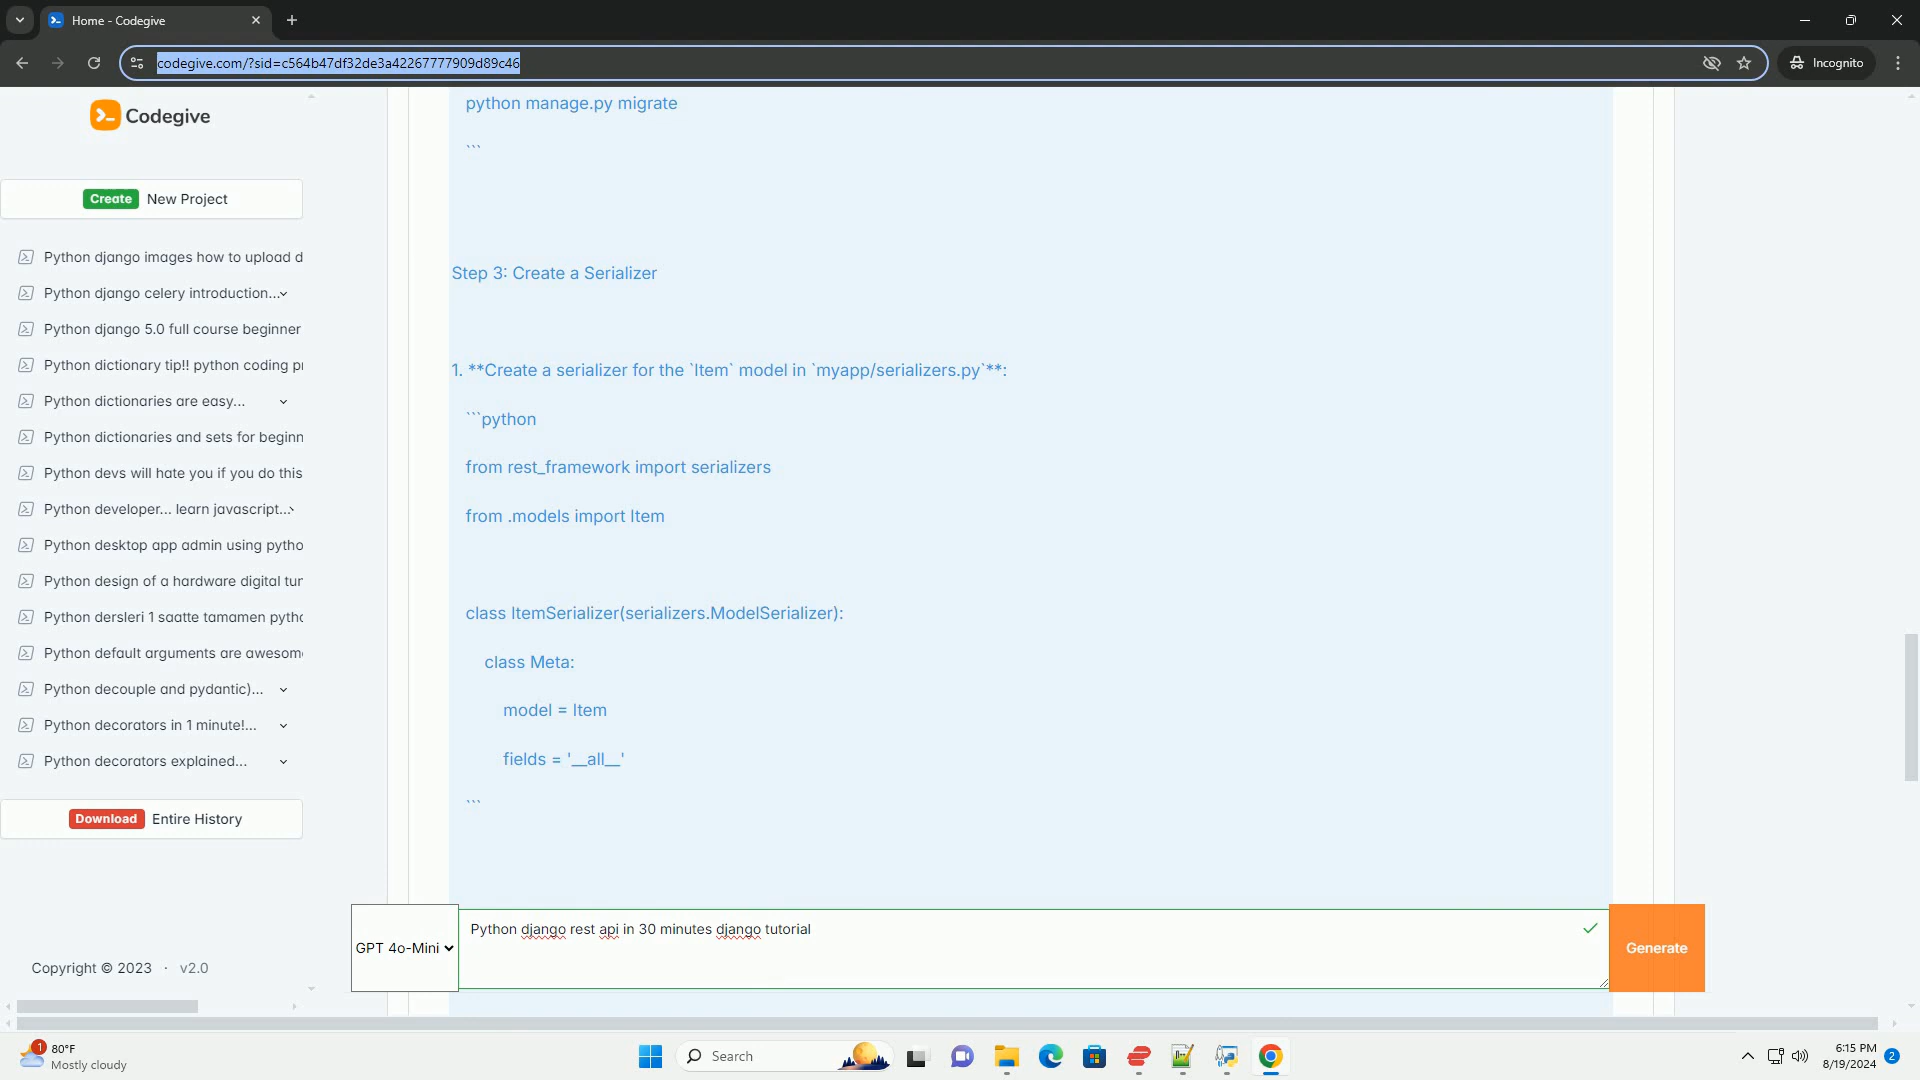 Home - Codegive
codegive.com/?sid=c564b47df32de3a42267777909d89c46
Incognito
Codegive
Create New Project
Python django images how to upload d
Python django celery introduction...
Python django 5.0 full course beginner
Python dictionary tip!! python coding pr
Python dictionaries are easy...
Python dictionaries and sets for beginn
Python devs will hate you if you do this
Python developer... learn javascript...
Python desktop app admin using pytho
Python design of a hardware digital tun
Python dersleri 1 saatte tamamen pytho
Python default arguments are awesom
Python decouple and pydantic)...
Python decorators in 1 minute!...
Python decorators explained...
Download Entire History
Copyright © 2023 · v2.0
python manage.py migrate
```
Step 3: Create a Serializer
1. **Create a serializer for the `Item` model in `myapp/serializers.py`**:
```python
from rest_framework import serializers
from .models import Item
class ItemSerializer(serializers.ModelSerializer):
class Meta:
model = Item
fields = '__all__'
```
GPT 4o-Mini
Python django rest api in 30 minutes django tutorial
Generate
1
80°F
Mostly cloudy
Search
6:15 PM
8/19/2024
2